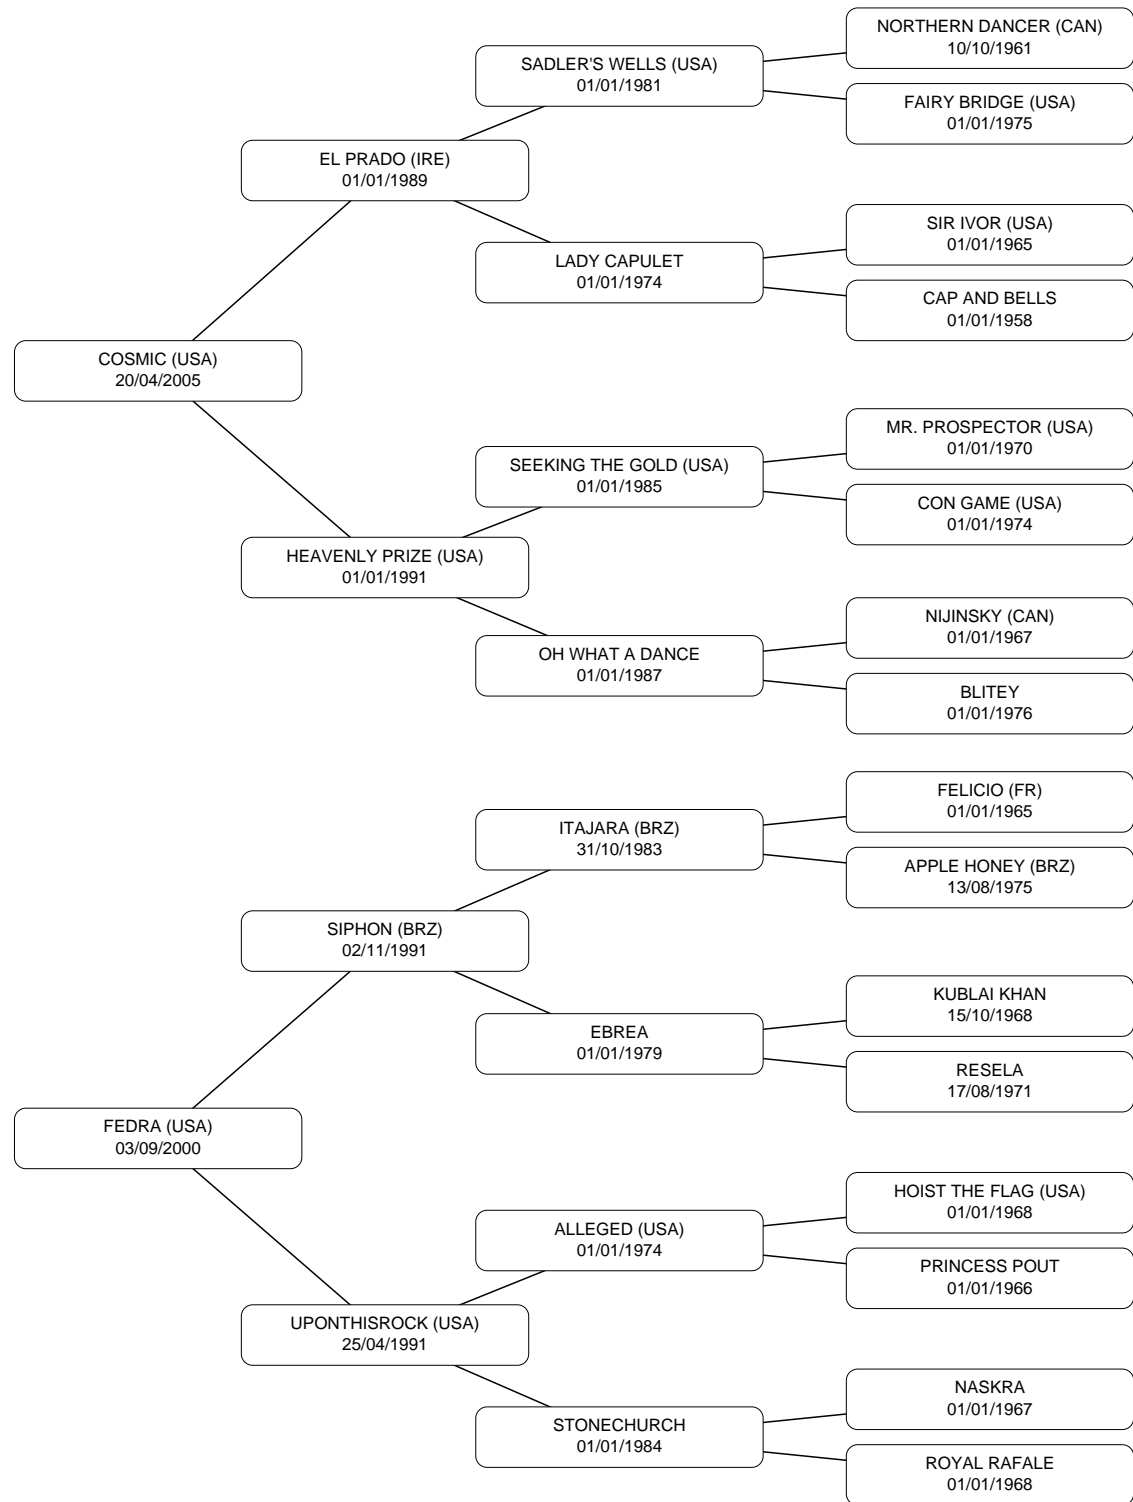 NORTHERN DANCER (CAN)
10/10/1961
SADLER'S WELLS (USA)
01/01/1981
FAIRY BRIDGE (USA)
01/01/1975
EL PRADO (IRE)
01/01/1989
SIR IVOR (USA)
01/01/1965
LADY CAPULET
01/01/1974
CAP AND BELLS
01/01/1958
COSMIC (USA)
20/04/2005
MR. PROSPECTOR (USA)
01/01/1970
SEEKING THE GOLD (USA)
01/01/1985
CON GAME (USA)
01/01/1974
HEAVENLY PRIZE (USA)
01/01/1991
NIJINSKY (CAN)
01/01/1967
OH WHAT A DANCE
01/01/1987
BLITEY
01/01/1976
FELICIO (FR)
01/01/1965
ITAJARA (BRZ)
31/10/1983
APPLE HONEY (BRZ)
13/08/1975
SIPHON (BRZ)
02/11/1991
KUBLAI KHAN
15/10/1968
EBREA
01/01/1979
RESELA
17/08/1971
FEDRA (USA)
03/09/2000
HOIST THE FLAG (USA)
01/01/1968
ALLEGED (USA)
01/01/1974
PRINCESS POUT
01/01/1966
UPONTHISROCK (USA)
25/04/1991
NASKRA
01/01/1967
STONECHURCH
01/01/1984
ROYAL RAFALE
01/01/1968